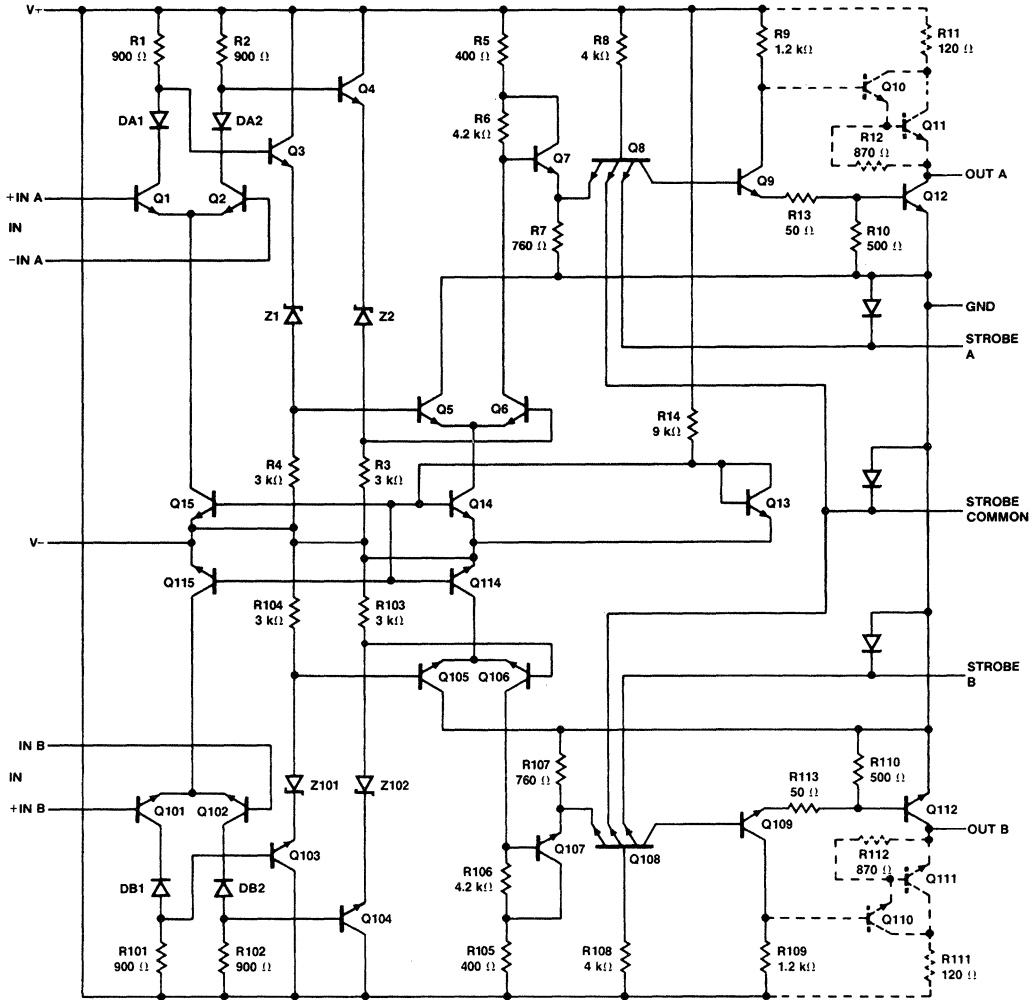 V+
R1
900 Ω
R2
900 Ω
R5
400 Ω
R8
4 kΩ
R9
1.2 kΩ
R11
120 Ω
Q4
Q10
DA1
DA2
R6
4.2 kΩ
Q11
R12
870 Ω
Q3
Q7
Q8
Q9
OUT A
+IN A
Q1
Q2
Q12
R13
50 Ω
R10
500 Ω
IN
R7
760 Ω
−IN A
Z1
Z2
GND
STROBE
A
Q5
Q6
R14
9 kΩ
R4
3 kΩ
R3
3 kΩ
Q15
Q14
Q13
STROBE
COMMON
V−
Q115
Q114
R104
3 kΩ
R103
3 kΩ
Q105
Q106
STROBE
B
IN B
R107
760 Ω
R110
500 Ω
IN
Z101
Z102
R113
50 Ω
+IN B
Q101
Q102
Q109
Q112
OUT B
Q103
Q107
Q108
R112
870 Ω
Q111
R106
4.2 kΩ
DB1
DB2
Q104
Q110
R101
900 Ω
R102
900 Ω
R105
400 Ω
R108
4 kΩ
R109
1.2 kΩ
R111
120 Ω